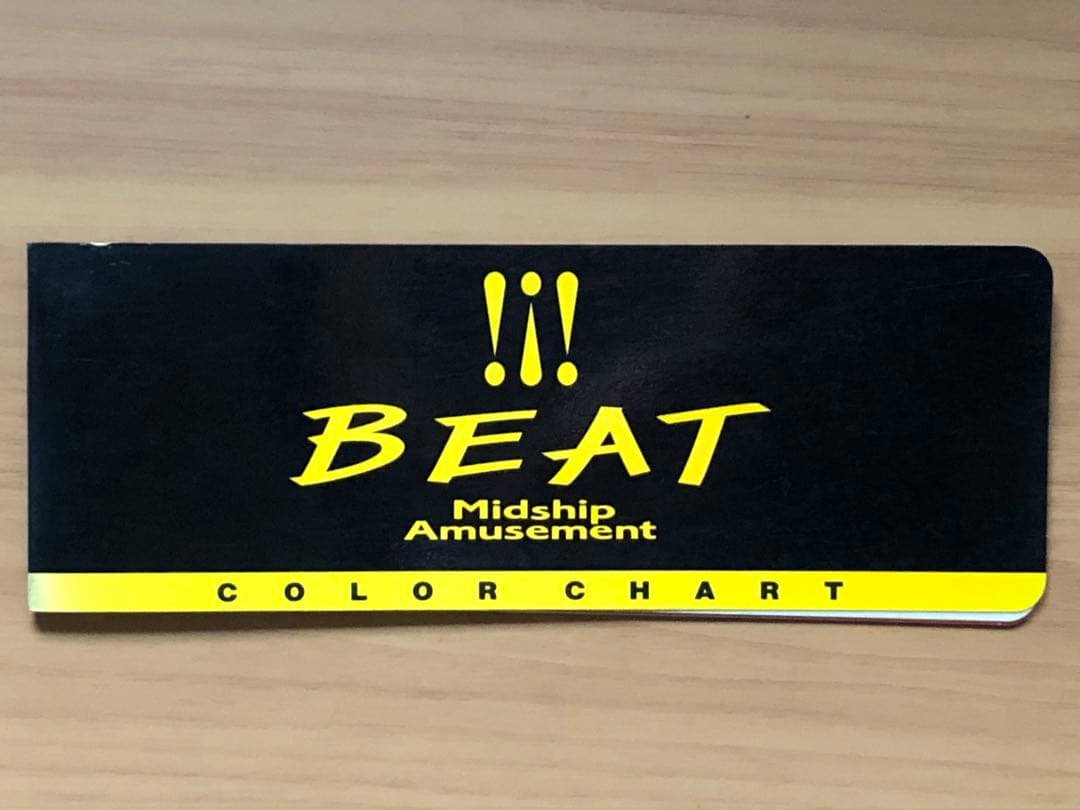 !¡!
BEAT
Midship
Amusement
COLOR CHART